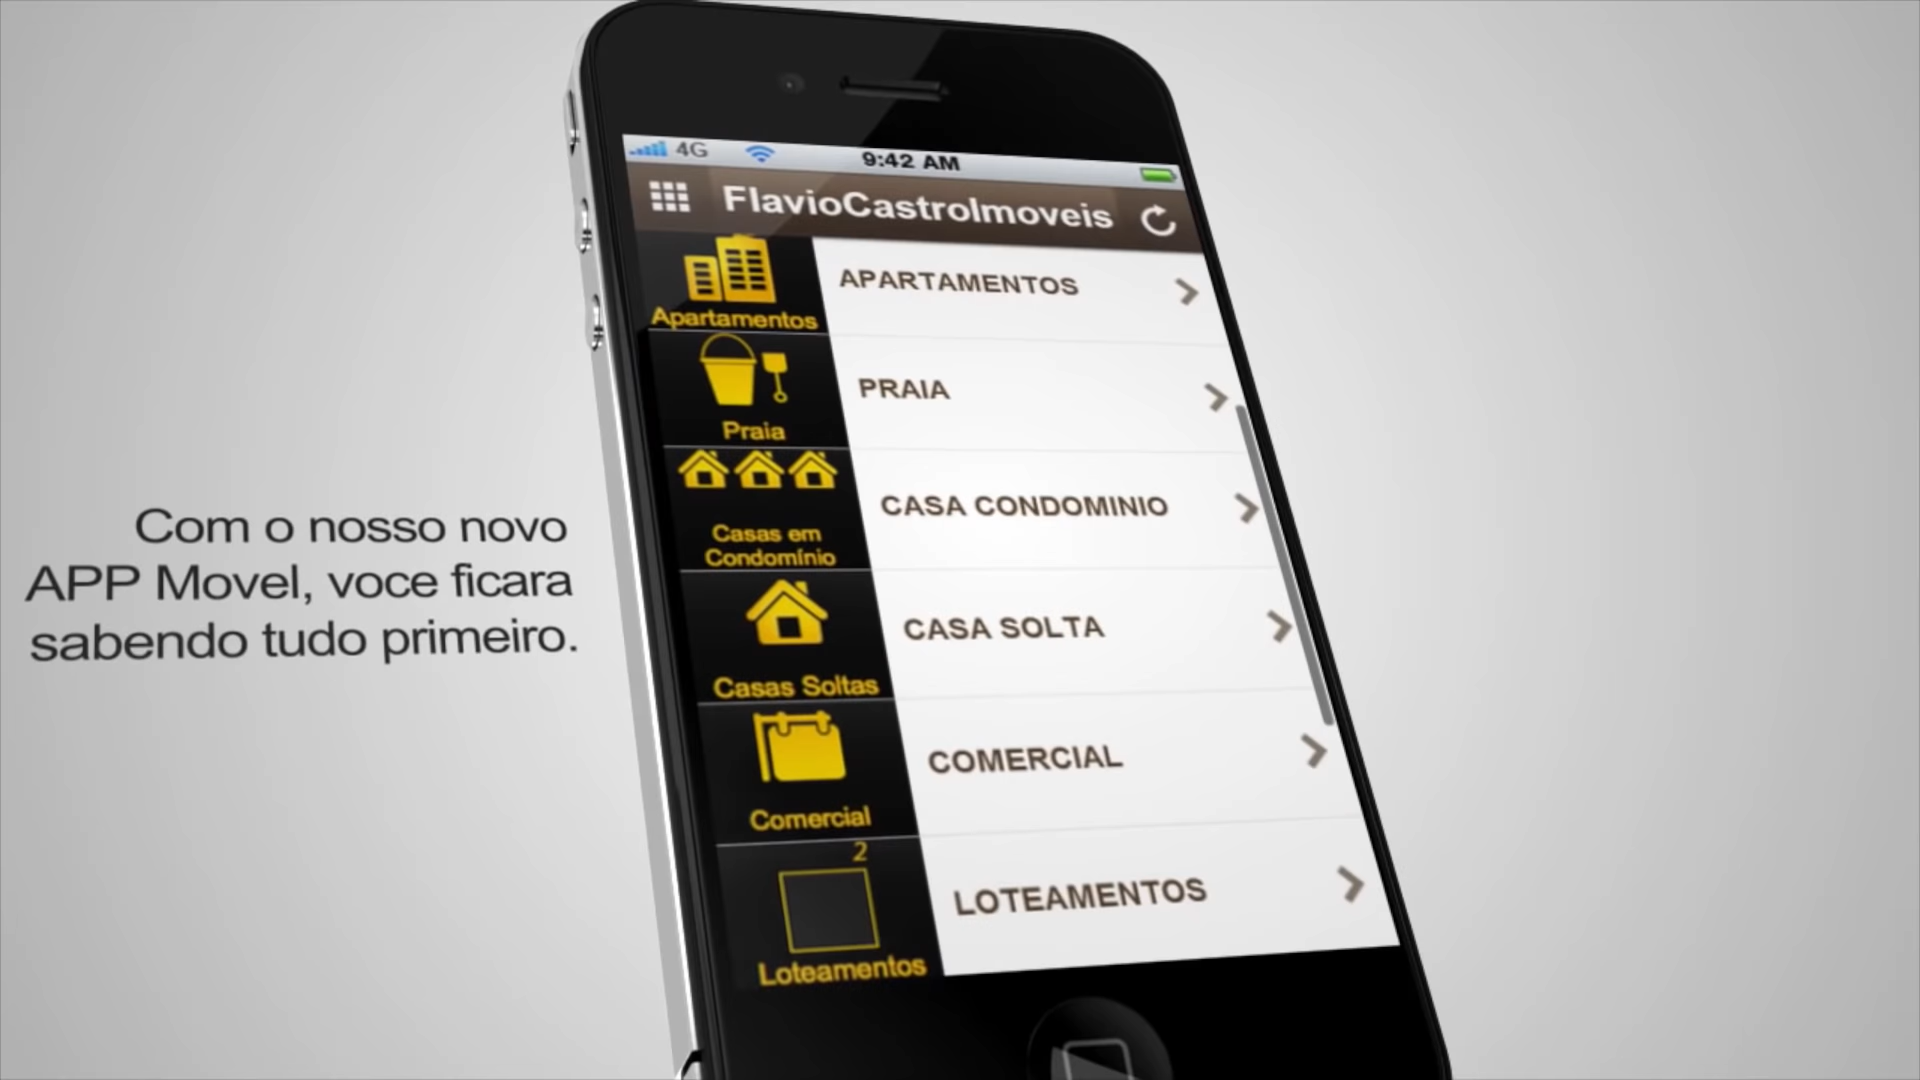 4G
9:42 AM
FlavioCastroImoveis
Apartamentos
APARTAMENTOS
Praia
PRAIA
Casas em
Condomínio
CASA CONDOMINIO
Casas Soltas
CASA SOLTA
Comercial
COMERCIAL
2
Loteamentos
LOTEAMENTOS
Com o nosso novo
APP Movel, voce ficara
sabendo tudo primeiro.